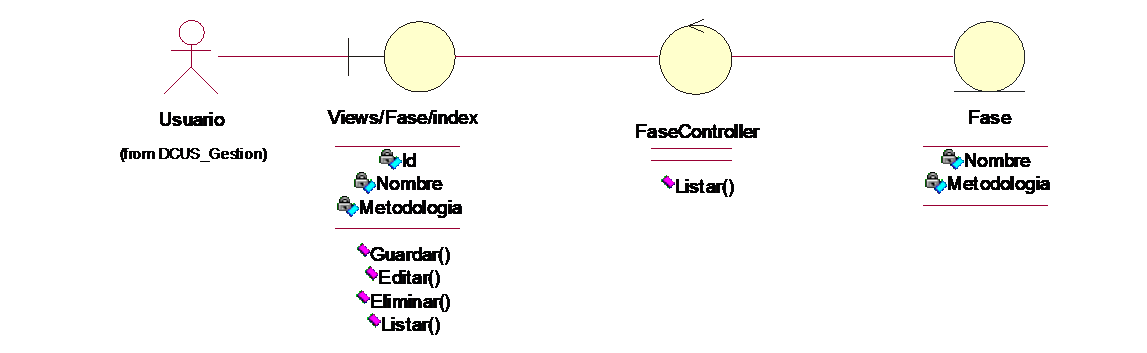 Usuario
(from DCUS_Gestion)
Views/Fase/index
Id
Nombre
Metodologia
Guardar()
Editar()
Eliminar()
Listar()
FaseController
Listar()
Fase
Nombre
Metodologia